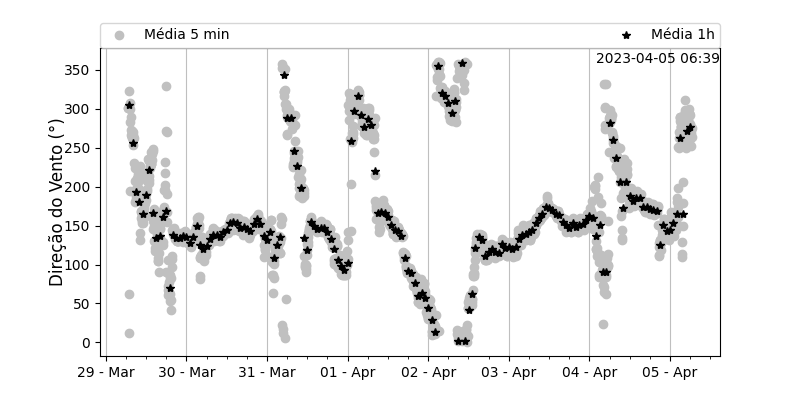 Média 5 min
Média 1h
2023-04-05 06:39
Direção do Vento (°)
350
300
250
200
150
100
50
0
29 - Mar
30 - Mar
31 - Mar
01 - Apr
02 - Apr
03 - Apr
04 - Apr
05 - Apr